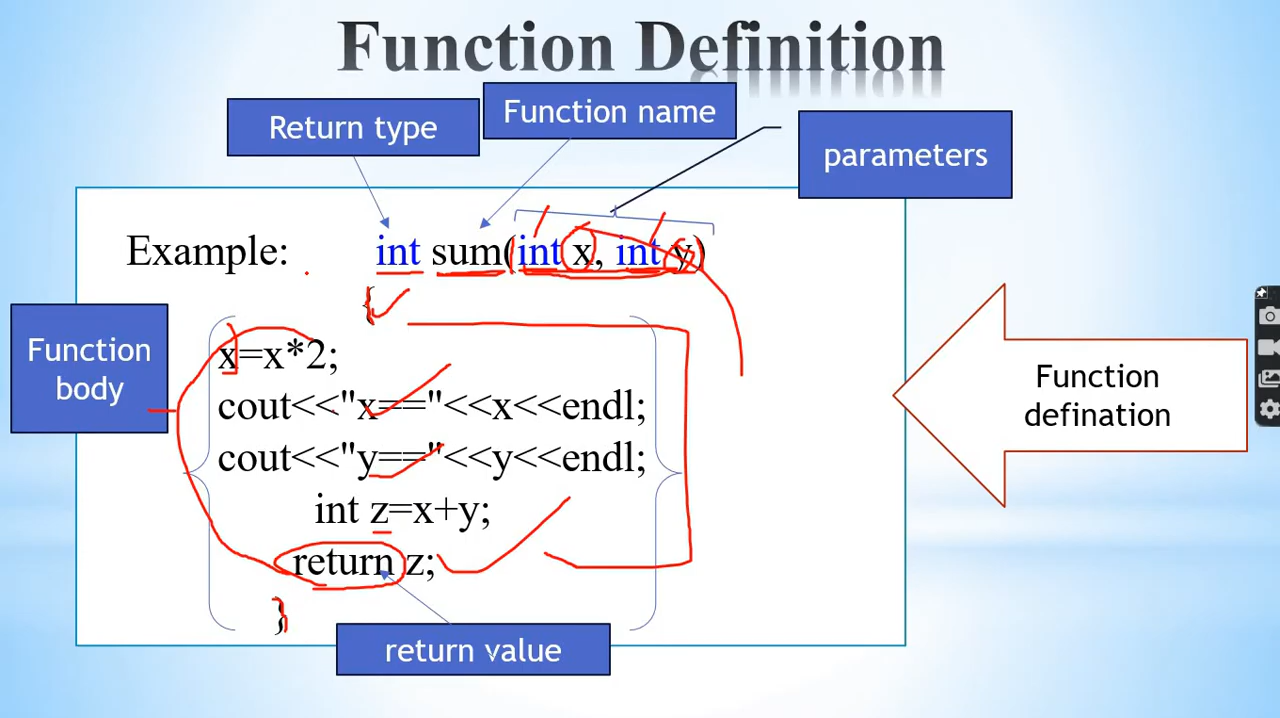 Function Definition
Return type
Function name
parameters
Example: int sum(int x, int y)
{
Function
body
x=x*2;
cout<<"x=="<<x<<endl;
cout<<"y=="<<y<<endl;
int z=x+y;
return z;
}
return value
Function
defination